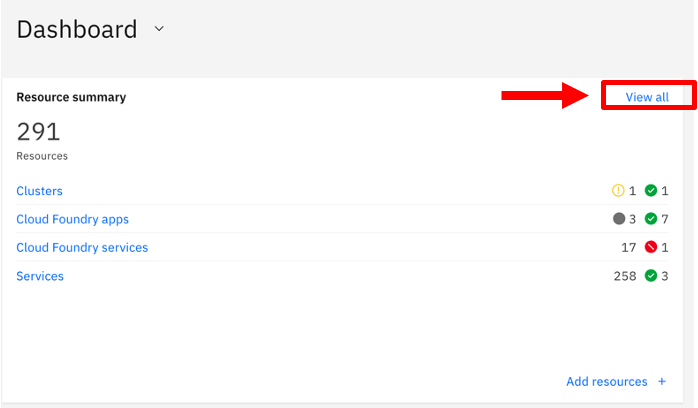 Dashboard
Resource summary View all
291
Resources
Clusters 1 1
Cloud Foundry apps 3 7
Cloud Foundry services 17 1
Services 258 3
Add resources +